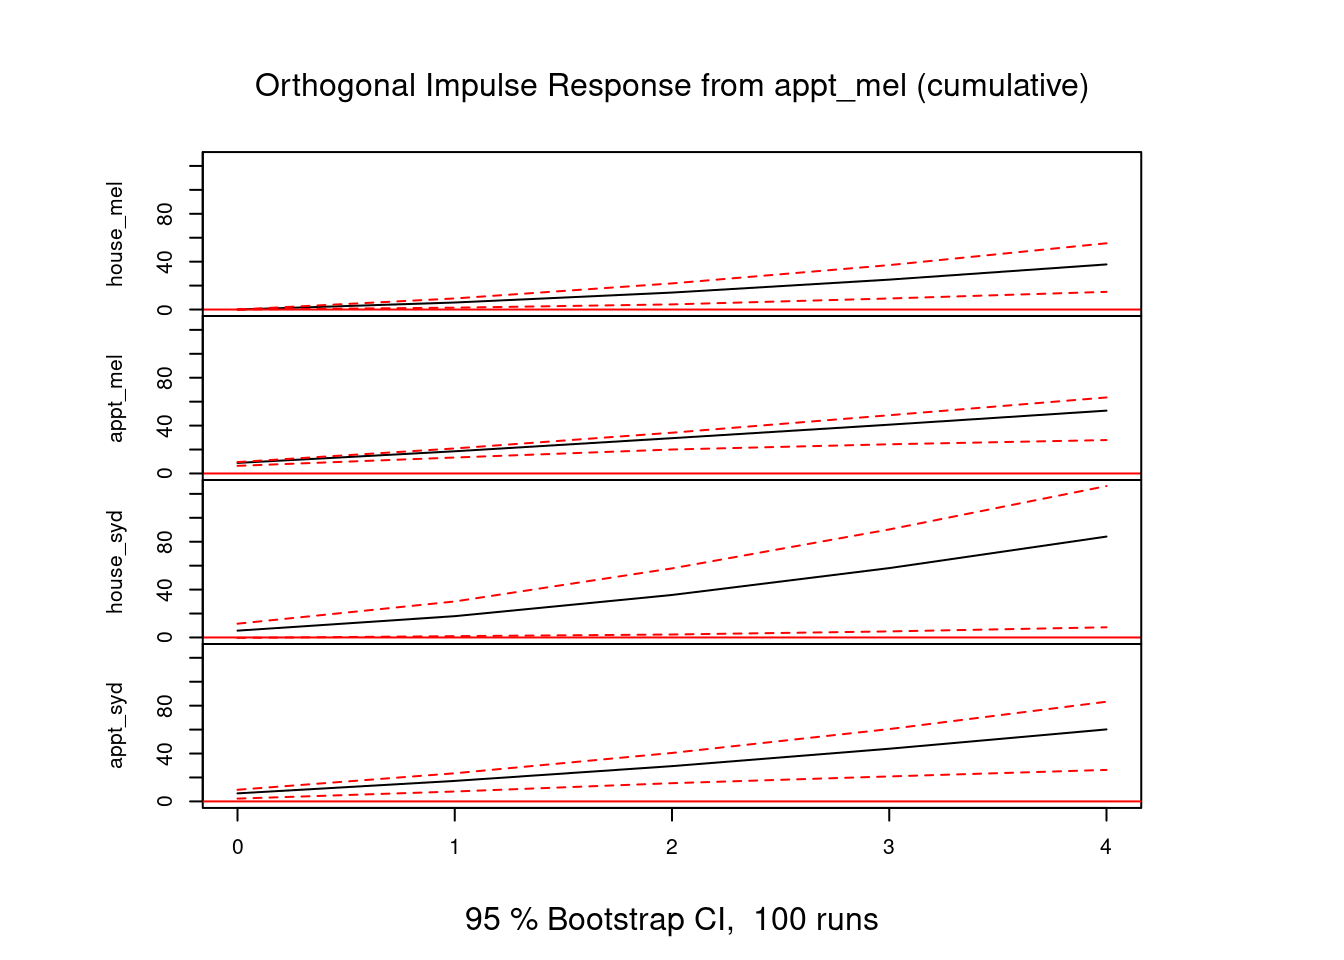 Orthogonal Impulse Response from appt_mel (cumulative)
house_mel
0 40 80
appt_mel
0 40 80
house_syd
0 40 80
appt_syd
0 40 80
0 1 2 3 4
95 % Bootstrap CI,  100 runs